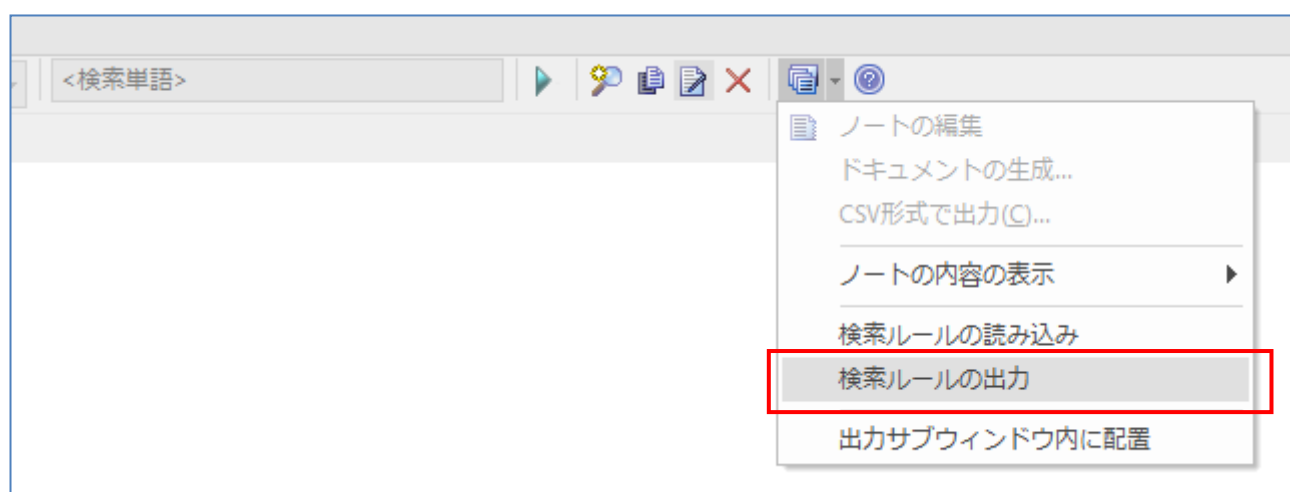 <検索単語>
ノートの編集
ドキュメントの生成...
CSV形式で出力(C)...
ノートの内容の表示
検索ルールの読み込み
検索ルールの出力
出力サブウィンドウ内に配置